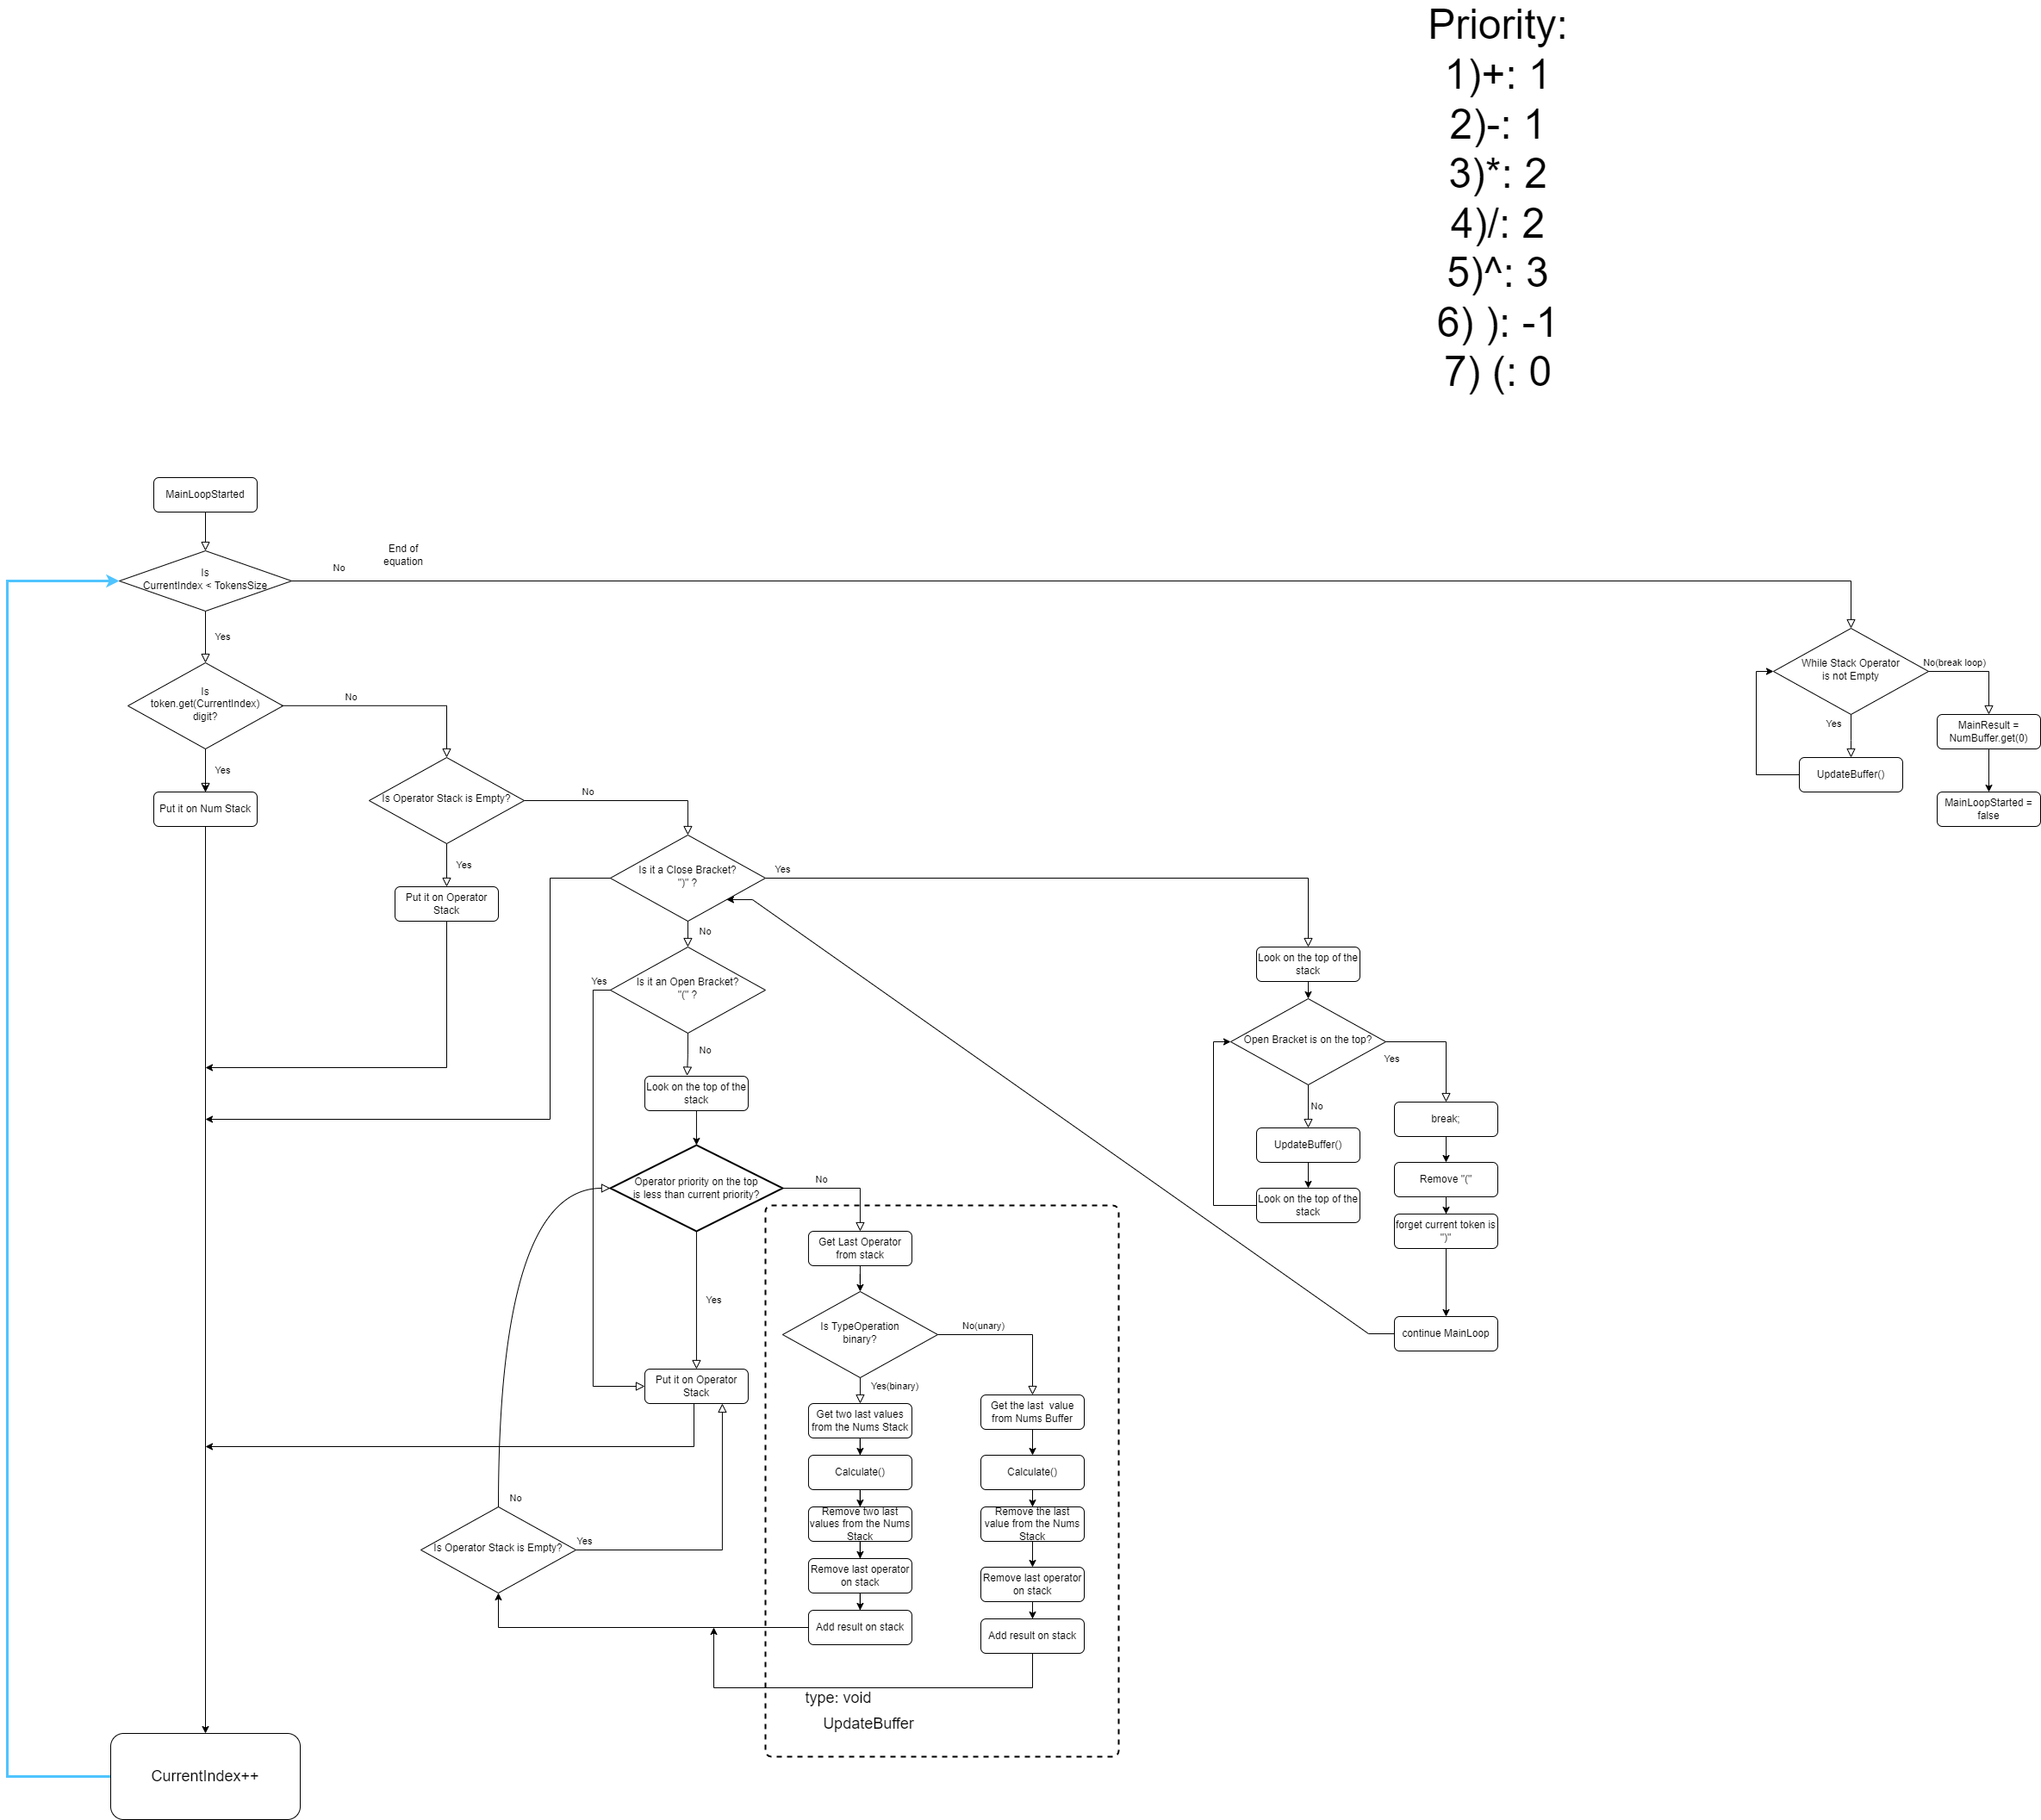 Priority:
1)+: 1
2)-: 1
3)*: 2
4)/: 2
5)^: 3
6) ): -1
7) (: 0
MainLoopStarted
Is
CurrentIndex < TokensSize
No
End of
equation
Yes
Is
token.get(CurrentIndex)
digit?
No
Yes
Put it on Num Stack
Is Operator Stack is Empty?
No
Yes
Put it on Operator
Stack
Is it a Close Bracket?
")" ?
Yes
No
Is it an Open Bracket?
"(" ?
Yes
No
Look on the top of the
stack
Operator priority on the top
is less than current priority?
No
Yes
Put it on Operator
Stack
Is Operator Stack is Empty?
No
Yes
Get Last Operator
from stack
Is TypeOperation
binary?
No(unary)
Yes(binary)
Get two last values
from the Nums Stack
Calculate()
Remove two last
values from the Nums
Stack
Remove last operator
on stack
Add result on stack
Get the last  value
from Nums Buffer
Calculate()
Remove the last
value from the Nums
Stack
Remove last operator
on stack
Add result on stack
type: void
UpdateBuffer
Look on the top of the
stack
Open Bracket is on the top?
Yes
No
UpdateBuffer()
Look on the top of the
stack
break;
Remove "("
forget current token is
")"
continue MainLoop
While Stack Operator
is not Empty
No(break loop)
Yes
UpdateBuffer()
MainResult =
NumBuffer.get(0)
MainLoopStarted =
false
CurrentIndex++